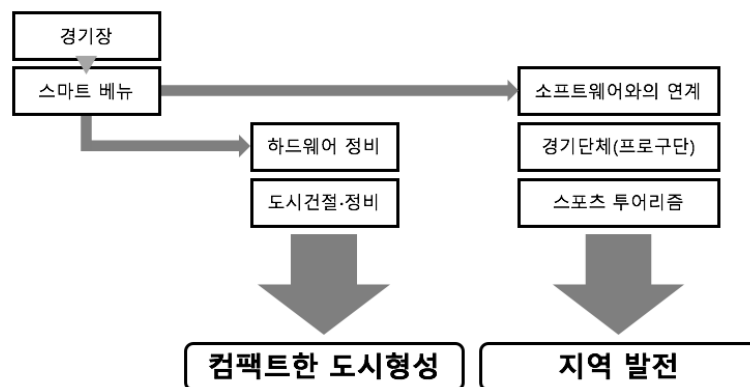 경기장
스마트 베뉴
소프트웨어와의 연계
하드웨어 정비
경기단체(프로구단)
도시건절·정비
스포츠 투어리즘
컴팩트한 도시형성
지역 발전